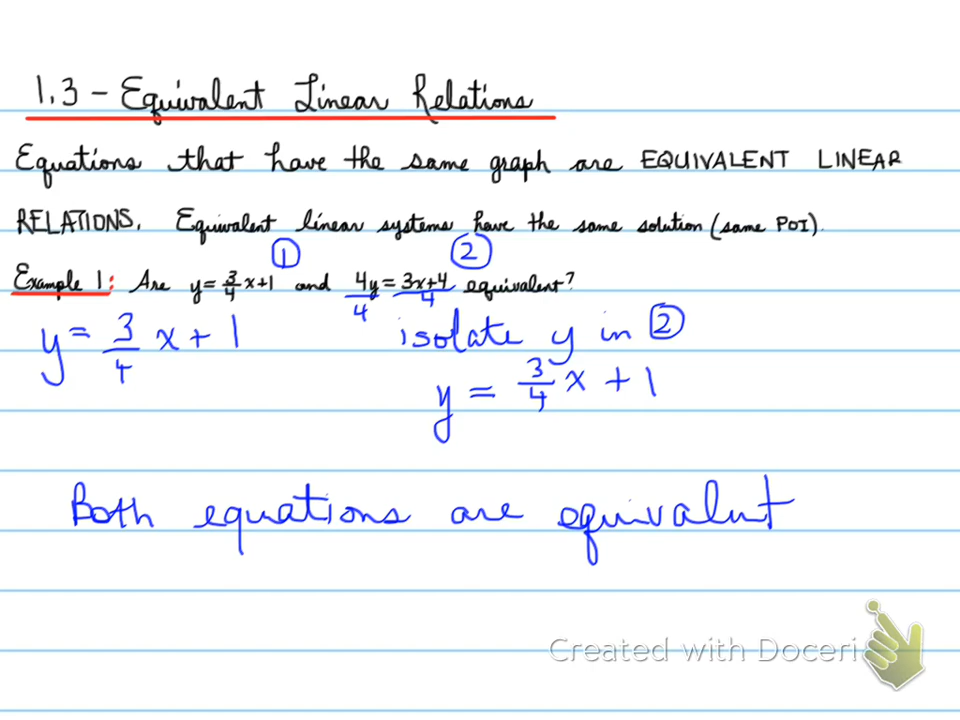 1.3 - Equivalent Linear Relations
Equations that have the same graph are EQUIVALENT LINEAR
RELATIONS. Equivalent linear systems have the same solution (same POI).
① ②
Example 1: Are y=3/4x+1 and 4y/4=3x+4/4 equivalent?
y= 3/4 x + 1 isolate y in ②
y = 3/4 x + 1
Both equations are equivalent
Created with Doceri